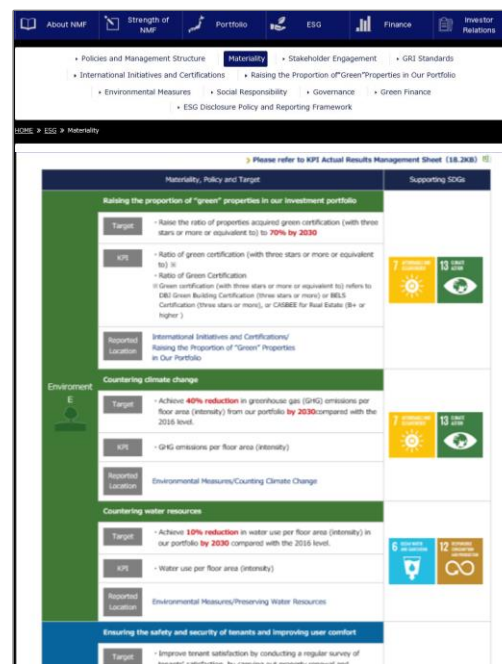 About NMF
Strength of
NMF
Portfolio
ESG
Finance
Investor
Relations
Policies and Management Structure
Materiality
Stakeholder Engagement
GRI Standards
International Initiatives and Certifications
Raising the Proportion of"Green"Properties in Our Portfolio
Environmental Measures
Social Responsibility
Governance
Green Finance
ESG Disclosure Policy and Reporting Framework
HOME » ESG » Materiality
Please refer to KPI Actual Results Management Sheet (18.2KB)
Materiality, Policy and Target
Supporting SDGs
Enviroment
E
Raising the proportion of "green" properties in our investment portfolio
Target
・Raise the ratio of properties acquired green certification (with three
stars or more or equivalent to) to 70% by 2030
KPI
・Ratio of green certification (with three stars or more or equivalent
to) ※
・Ratio of Green Certification
※Green certification (with three stars or more or equivalent to) refers to
DBJ Green Building Certification (three stars or more) or BELS
Certification (three stars or more), or CASBEE for Real Estate (B+ or
higher)
Reported
Location
International Initiatives and Certifications/
Raising the Proportion of "Green" Properties
in Our Portfolio
7
13 CLIMATE
ACTION
Countering climate change
Target
・Achieve 40% reduction in greenhouse gas (GHG) emissions per
floor area (intensity) from our portfolio by 2030compared with the
2016 level.
KPI
・GHG emissions per floor area (intensity)
Reported
Location
Environmental Measures/Counting Climate Change
7
13 CLIMATE
ACTION
Countering water resources
Target
・Achieve 10% reduction in water use per floor area (intensity) in
our portfolio by 2030 compared with the 2016 level.
KPI
・Water use per floor area (intensity)
Reported
Location
Environmental Measures/Preserving Water Resources
6
12
Ensuring the safety and security of tenants and improving user comfort
Target
・Improve tenant satisfaction by conducting a regular survey of